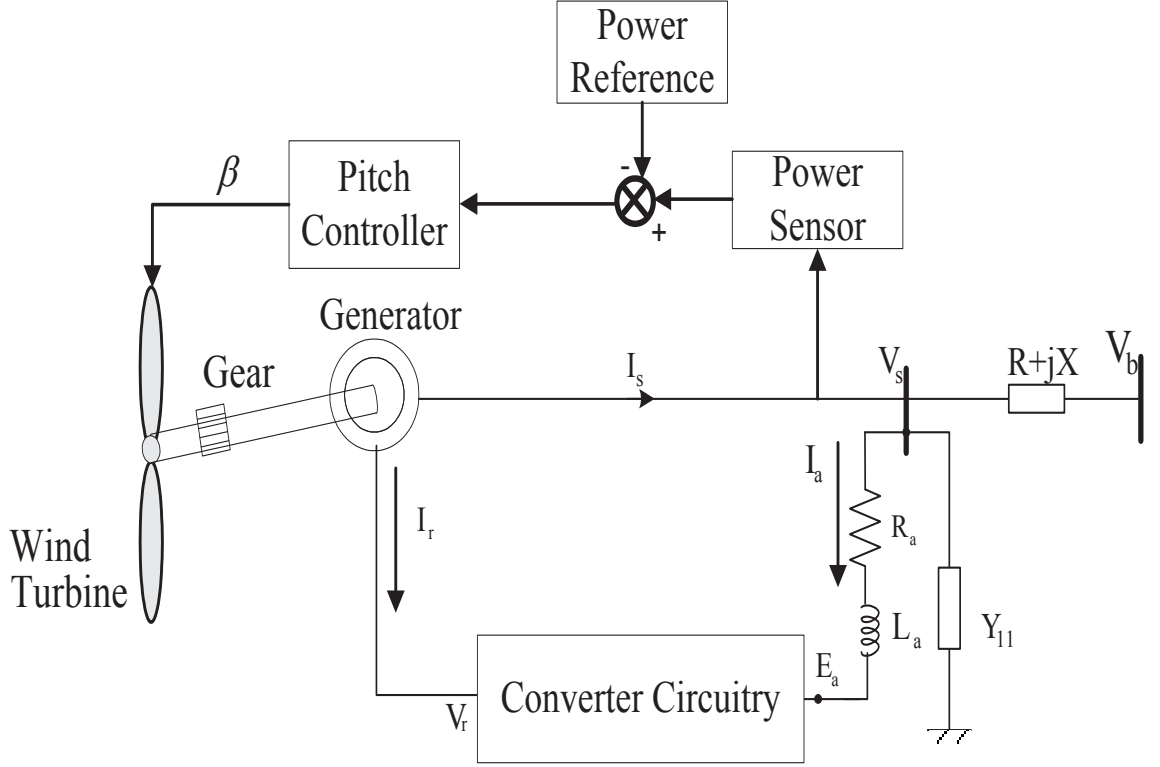 Power
Reference
β
Pitch
Controller
-
+
Power
Sensor
Generator
Gear
I_s
V_s
R+jX
V_b
I_a
I_r
R_a
Wind
Turbine
L_a
Y_11
E_a
Converter Circuitry
V_r